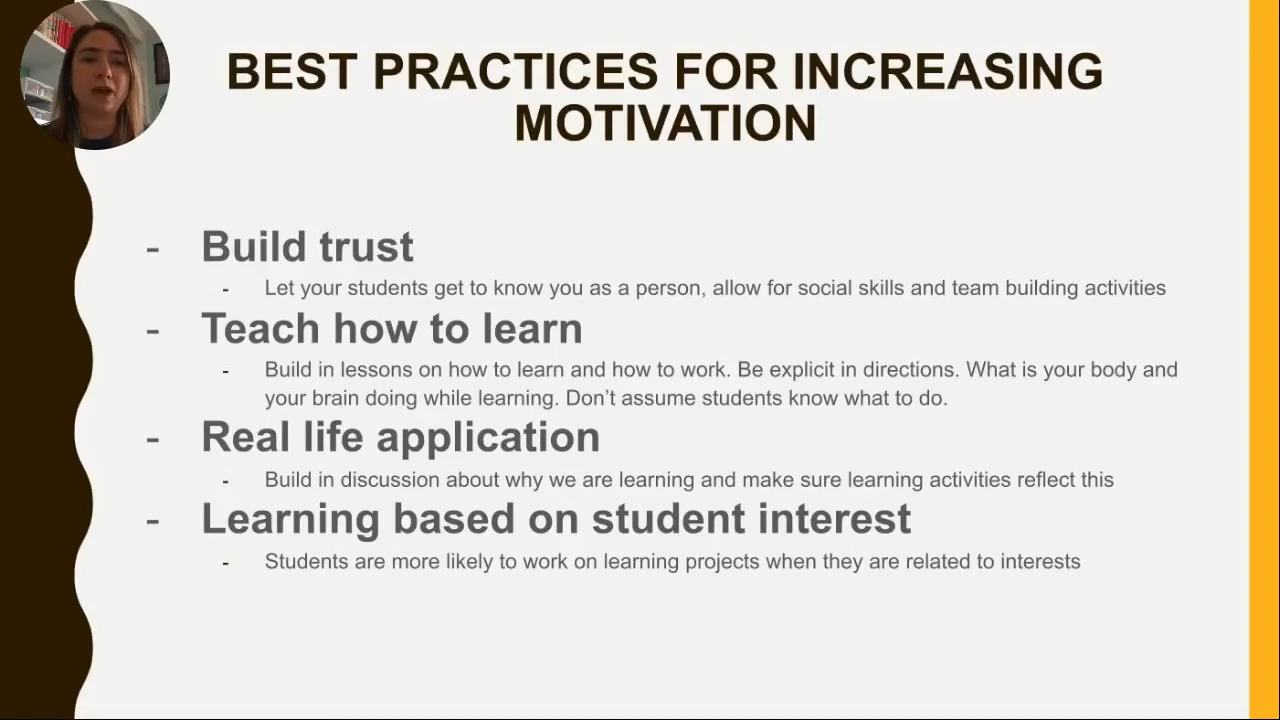 BEST PRACTICES FOR INCREASING
MOTIVATION
- Build trust
- Let your students get to know you as a person, allow for social skills and team building activities
- Teach how to learn
- Build in lessons on how to learn and how to work. Be explicit in directions. What is your body and
your brain doing while learning. Don’t assume students know what to do.
- Real life application
- Build in discussion about why we are learning and make sure learning activities reflect this
- Learning based on student interest
- Students are more likely to work on learning projects when they are related to interests